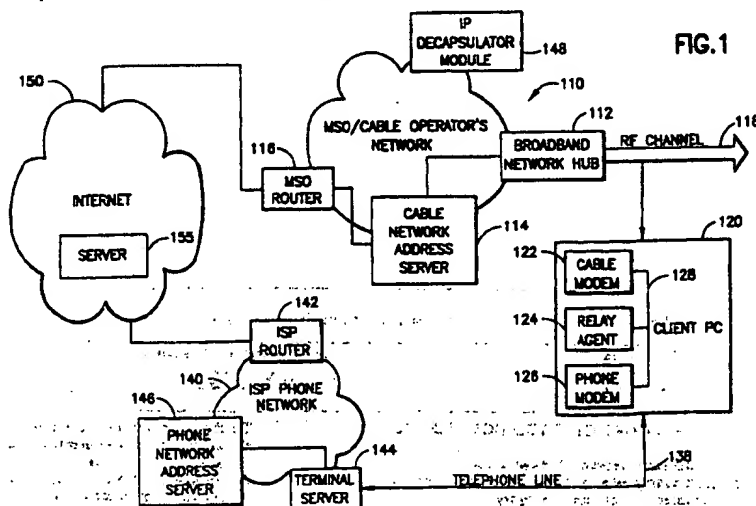 FIG.1
IP
DECAPSULATOR
MODULE
148
150
110
112
MSO/CABLE OPERATOR'S
NETWORK
116
MSO
ROUTER
BROADBAND
NETWORK HUB
RF CHANNEL
118
INTERNET
SERVER
155
CABLE
NETWORK
ADDRESS
SERVER
114
120
122
CABLE
MODEM
128
124
RELAY
AGENT
CLIENT PC
126
PHONE
MODEM
142
ISP
ROUTER
140
ISP PHONE
NETWORK
146
PHONE
NETWORK
ADDRESS
SERVER
144
TERMINAL
SERVER
TELEPHONE LINE
138